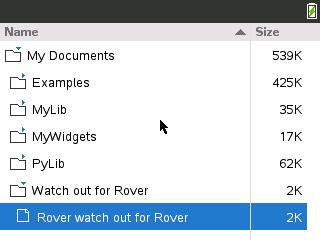 Name Size
My Documents 539K
Examples 425K
MyLib 35K
MyWidgets 17K
PyLib 62K
Watch out for Rover 2K
Rover watch out for Rover 2K